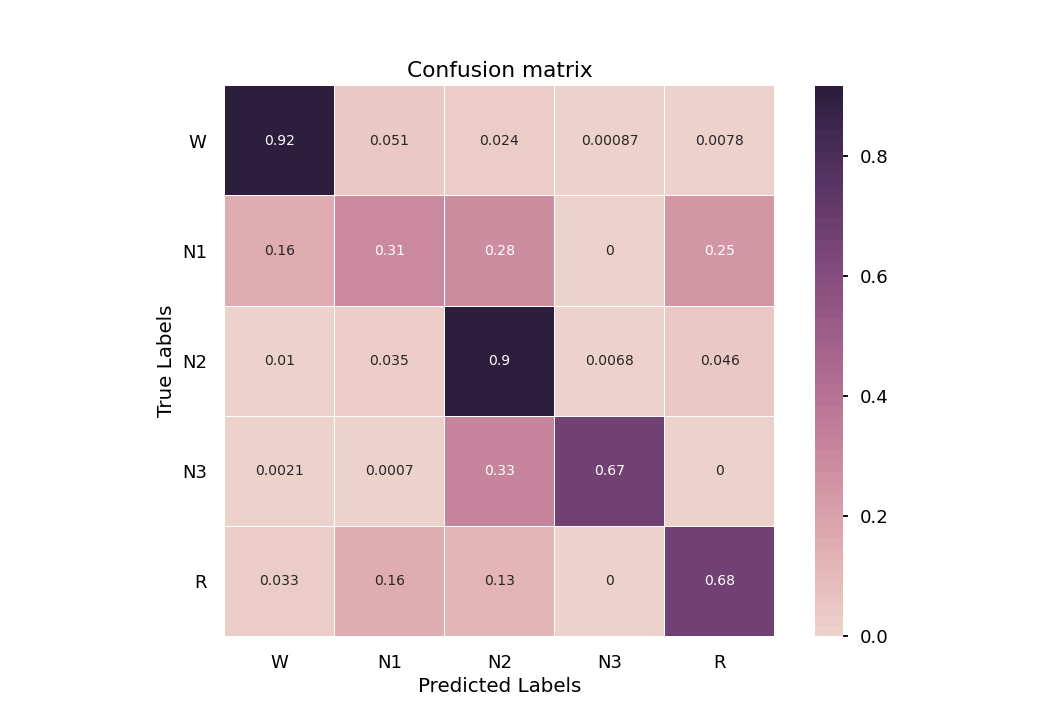 Confusion matrix
W 0.92 0.051 0.024 0.00087 0.0078
N1 0.16 0.31 0.28 0 0.25
N2 0.01 0.035 0.9 0.0068 0.046
N3 0.0021 0.0007 0.33 0.67 0
R 0.033 0.16 0.13 0 0.68
W N1 N2 N3 R
Predicted Labels
True Labels
0.8
0.6
0.4
0.2
0.0